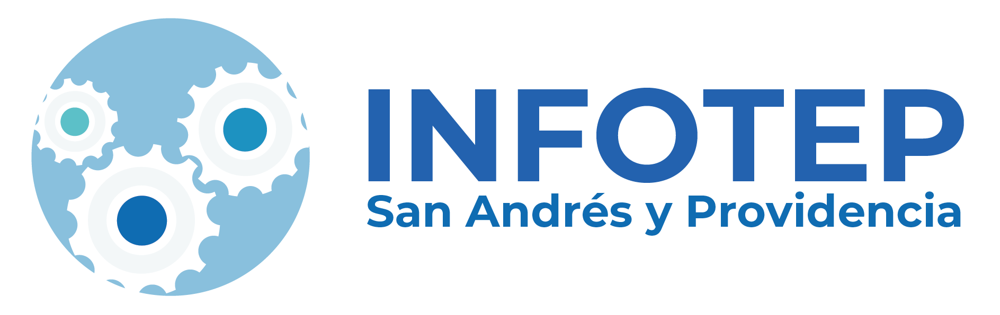 INFOTEP
San Andrés y Providencia